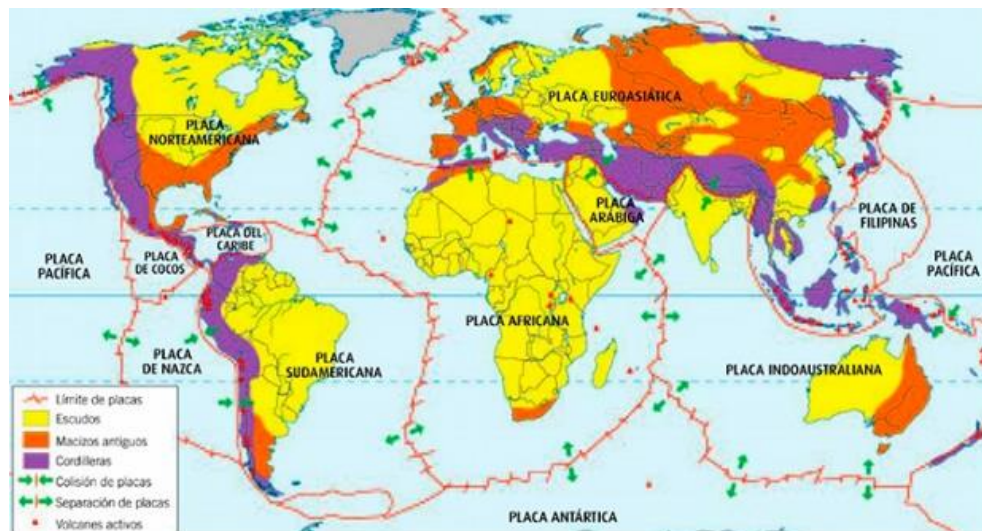 PLACA
NORTEAMERICANA
PLACA EUROASIÁTICA
PLACA
ARÁBIGA
PLACA DEL
CARIBE
PLACA DE
FILIPINAS
PLACA
PACÍFICA
PLACA
DE COCOS
PLACA
PACÍFICA
PLACA AFRICANA
PLACA
DE NAZCA
PLACA
SUDAMERICANA
PLACA INDOAUSTRALIANA
Límite de placas
Escudos
Macizos antiguos
Cordilleras
Colisión de placas
Separación de placas
Volcanes activos
PLACA ANTÁRTICA